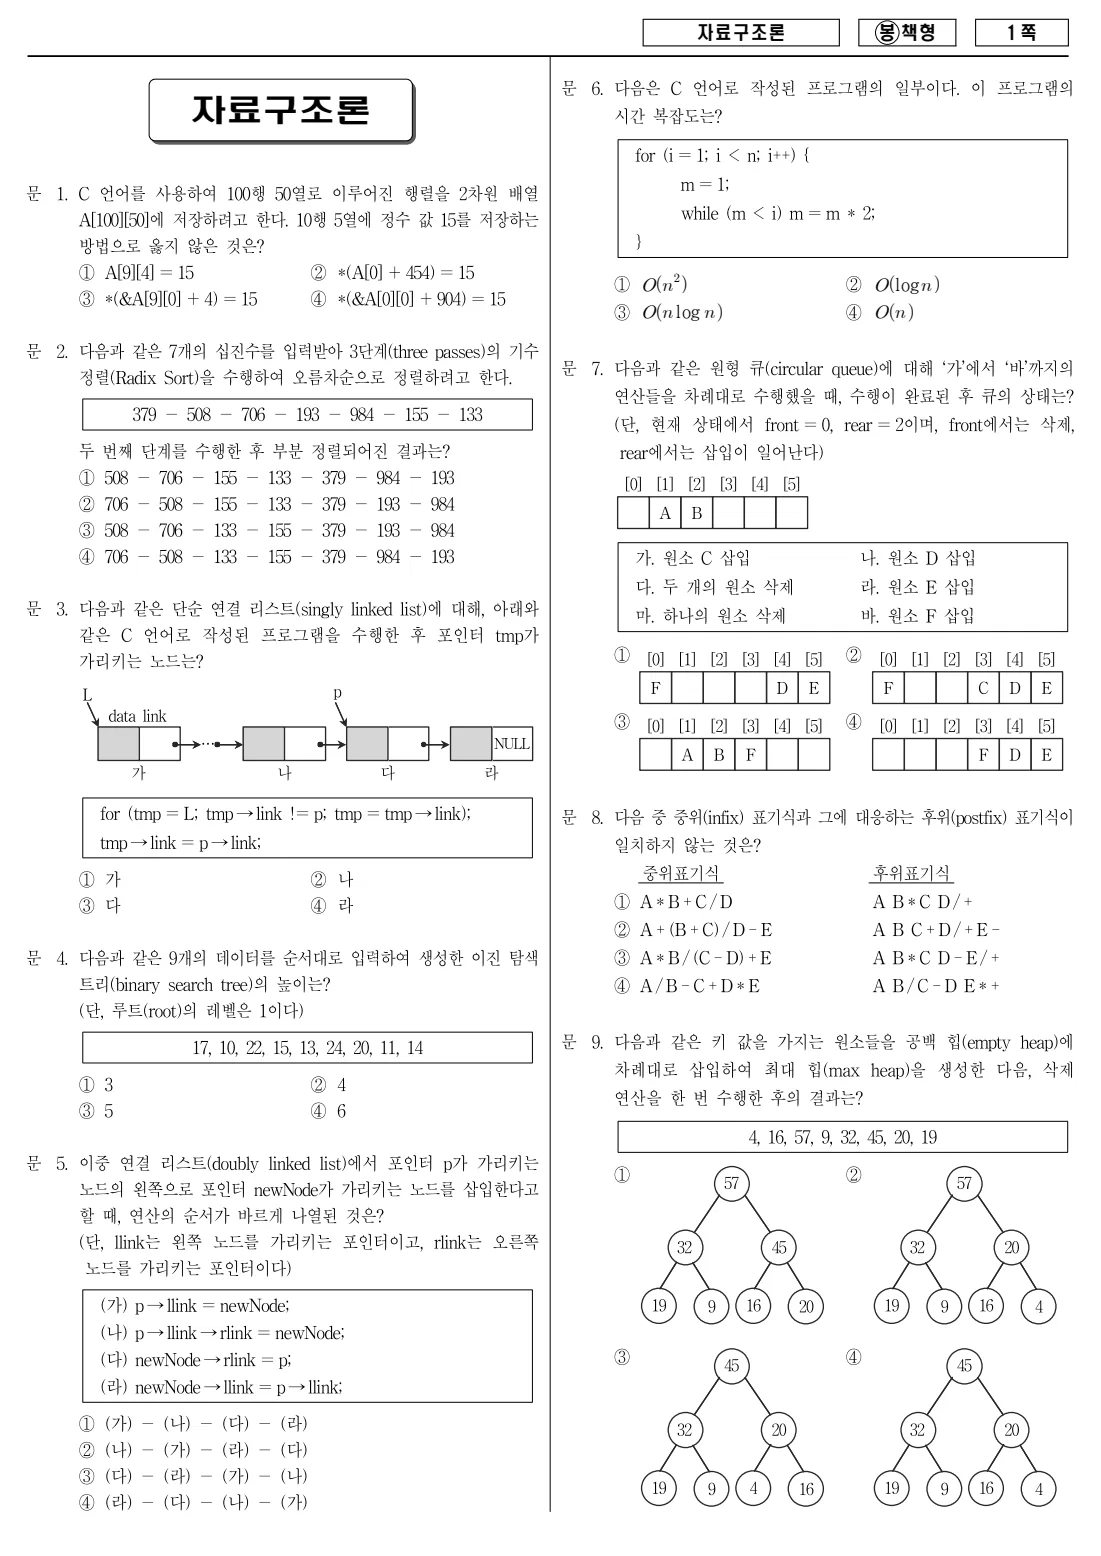 자료구조론
봉책형
1 쪽
자료구조론
문 1. C 언어를 사용하여 100행 50열로 이루어진 행렬을 2차원 배열
A[100][50]에 저장하려고 한다. 10행 5열에 정수 값 15를 저장하는
방법으로 옳지 않은 것은?
① A[9][4] = 15 ② *(A[0] + 454) = 15
③ *(&A[9][0] + 4) = 15 ④ *(&A[0][0] + 904) = 15
문 2. 다음과 같은 7개의 십진수를 입력받아 3단계(three passes)의 기수
정렬(Radix Sort)을 수행하여 오름차순으로 정렬하려고 한다.
379 - 508 - 706 - 193 - 984 - 155 - 133
두 번째 단계를 수행한 후 부분 정렬되어진 결과는?
① 508 - 706 - 155 - 133 - 379 - 984 - 193
② 706 - 508 - 155 - 133 - 379 - 193 - 984
③ 508 - 706 - 133 - 155 - 379 - 193 - 984
④ 706 - 508 - 133 - 155 - 379 - 984 - 193
문 3. 다음과 같은 단순 연결 리스트(singly linked list)에 대해, 아래와
같은 C 언어로 작성된 프로그램을 수행한 후 포인터 tmp가
가리키는 노드는?
L p
data link
··· NULL
가 나 다 라
for (tmp = L; tmp→link != p; tmp = tmp→link);
tmp→link = p→link;
① 가 ② 나
③ 다 ④ 라
문 4. 다음과 같은 9개의 데이터를 순서대로 입력하여 생성한 이진 탐색
트리(binary search tree)의 높이는?
(단, 루트(root)의 레벨은 1이다)
17, 10, 22, 15, 13, 24, 20, 11, 14
① 3 ② 4
③ 5 ④ 6
문 5. 이중 연결 리스트(doubly linked list)에서 포인터 p가 가리키는
노드의 왼쪽으로 포인터 newNode가 가리키는 노드를 삽입한다고
할 때, 연산의 순서가 바르게 나열된 것은?
(단, llink는 왼쪽 노드를 가리키는 포인터이고, rlink는 오른쪽
노드를 가리키는 포인터이다)
(가) p→llink = newNode;
(나) p→llink→rlink = newNode;
(다) newNode→rlink = p;
(라) newNode→llink = p→llink;
① (가) - (나) - (다) - (라)
② (나) - (가) - (라) - (다)
③ (다) - (라) - (가) - (나)
④ (라) - (다) - (나) - (가)
문 6. 다음은 C 언어로 작성된 프로그램의 일부이다. 이 프로그램의
시간 복잡도는?
for (i = 1; i < n; i++) {
m = 1;
while (m < i) m = m * 2;
}
① O(n²) ② O(log n)
③ O(n log n) ④ O(n)
문 7. 다음과 같은 원형 큐(circular queue)에 대해 '가'에서 '바'까지의
연산들을 차례대로 수행했을 때, 수행이 완료된 후 큐의 상태는?
(단, 현재 상태에서 front = 0, rear = 2이며, front에서는 삭제,
rear에서는 삽입이 일어난다)
[0] [1] [2] [3] [4] [5]
A B
가. 원소 C 삽입 나. 원소 D 삽입
다. 두 개의 원소 삭제 라. 원소 E 삽입
마. 하나의 원소 삭제 바. 원소 F 삽입
① [0] [1] [2] [3] [4] [5] ② [0] [1] [2] [3] [4] [5]
F D E F C D E
③ [0] [1] [2] [3] [4] [5] ④ [0] [1] [2] [3] [4] [5]
A B F F D E
문 8. 다음 중 중위(infix) 표기식과 그에 대응하는 후위(postfix) 표기식이
일치하지 않는 것은?
중위표기식 후위표기식
① A*B+C/D A B*C D/+
② A+(B+C)/D-E A B C+D/+E-
③ A*B/(C-D)+E A B*C D-E/+
④ A/B-C+D*E A B/C-D E*+
문 9. 다음과 같은 키 값을 가지는 원소들을 공백 힙(empty heap)에
차례대로 삽입하여 최대 힙(max heap)을 생성한 다음, 삭제
연산을 한 번 수행한 후의 결과는?
4, 16, 57, 9, 32, 45, 20, 19
① 57 ② 57
32 45 32 20
19 9 16 20 19 9 16 4
③ 45 ④ 45
32 20 32 20
19 9 4 16 19 9 16 4